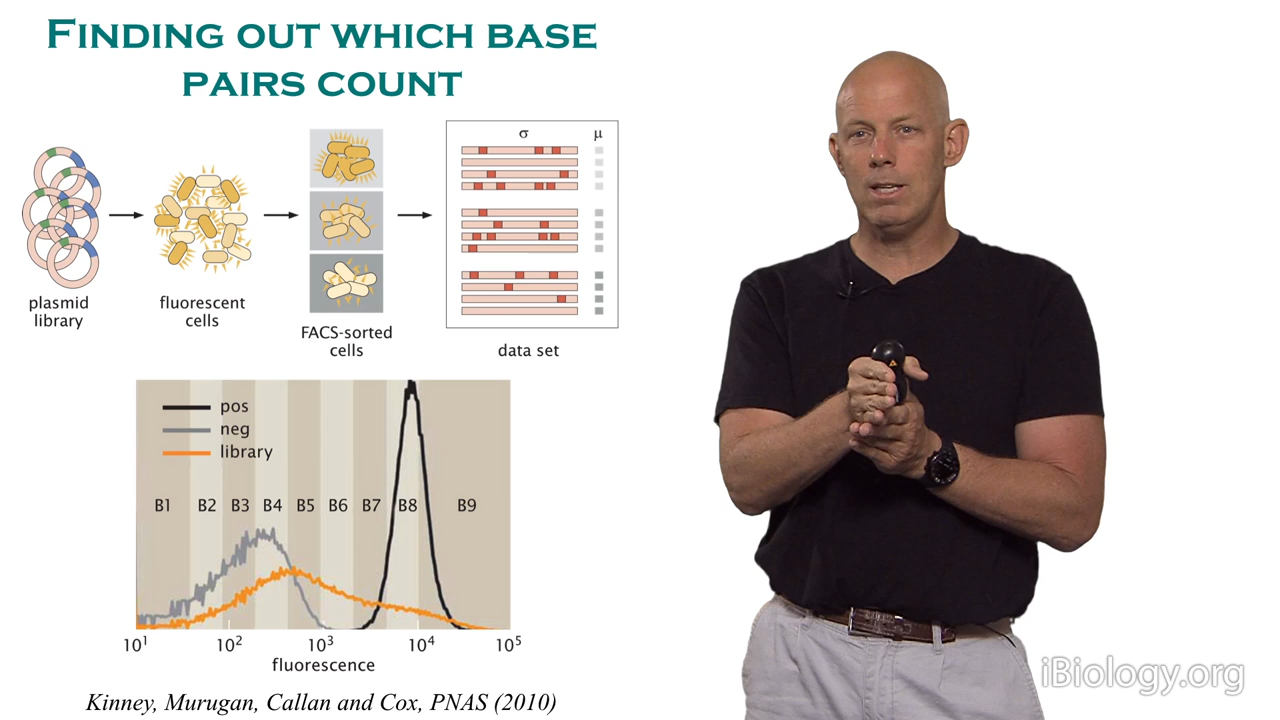 FINDING OUT WHICH BASE
PAIRS COUNT
σ μ
plasmid
library
fluorescent
cells
FACS-sorted
cells
data set
pos
neg
library
B1 B2 B3 B4 B5 B6 B7 B8 B9
10¹ 10² 10³ 10⁴ 10⁵
fluorescence
Kinney, Murugan, Callan and Cox, PNAS (2010)
iBiology.org